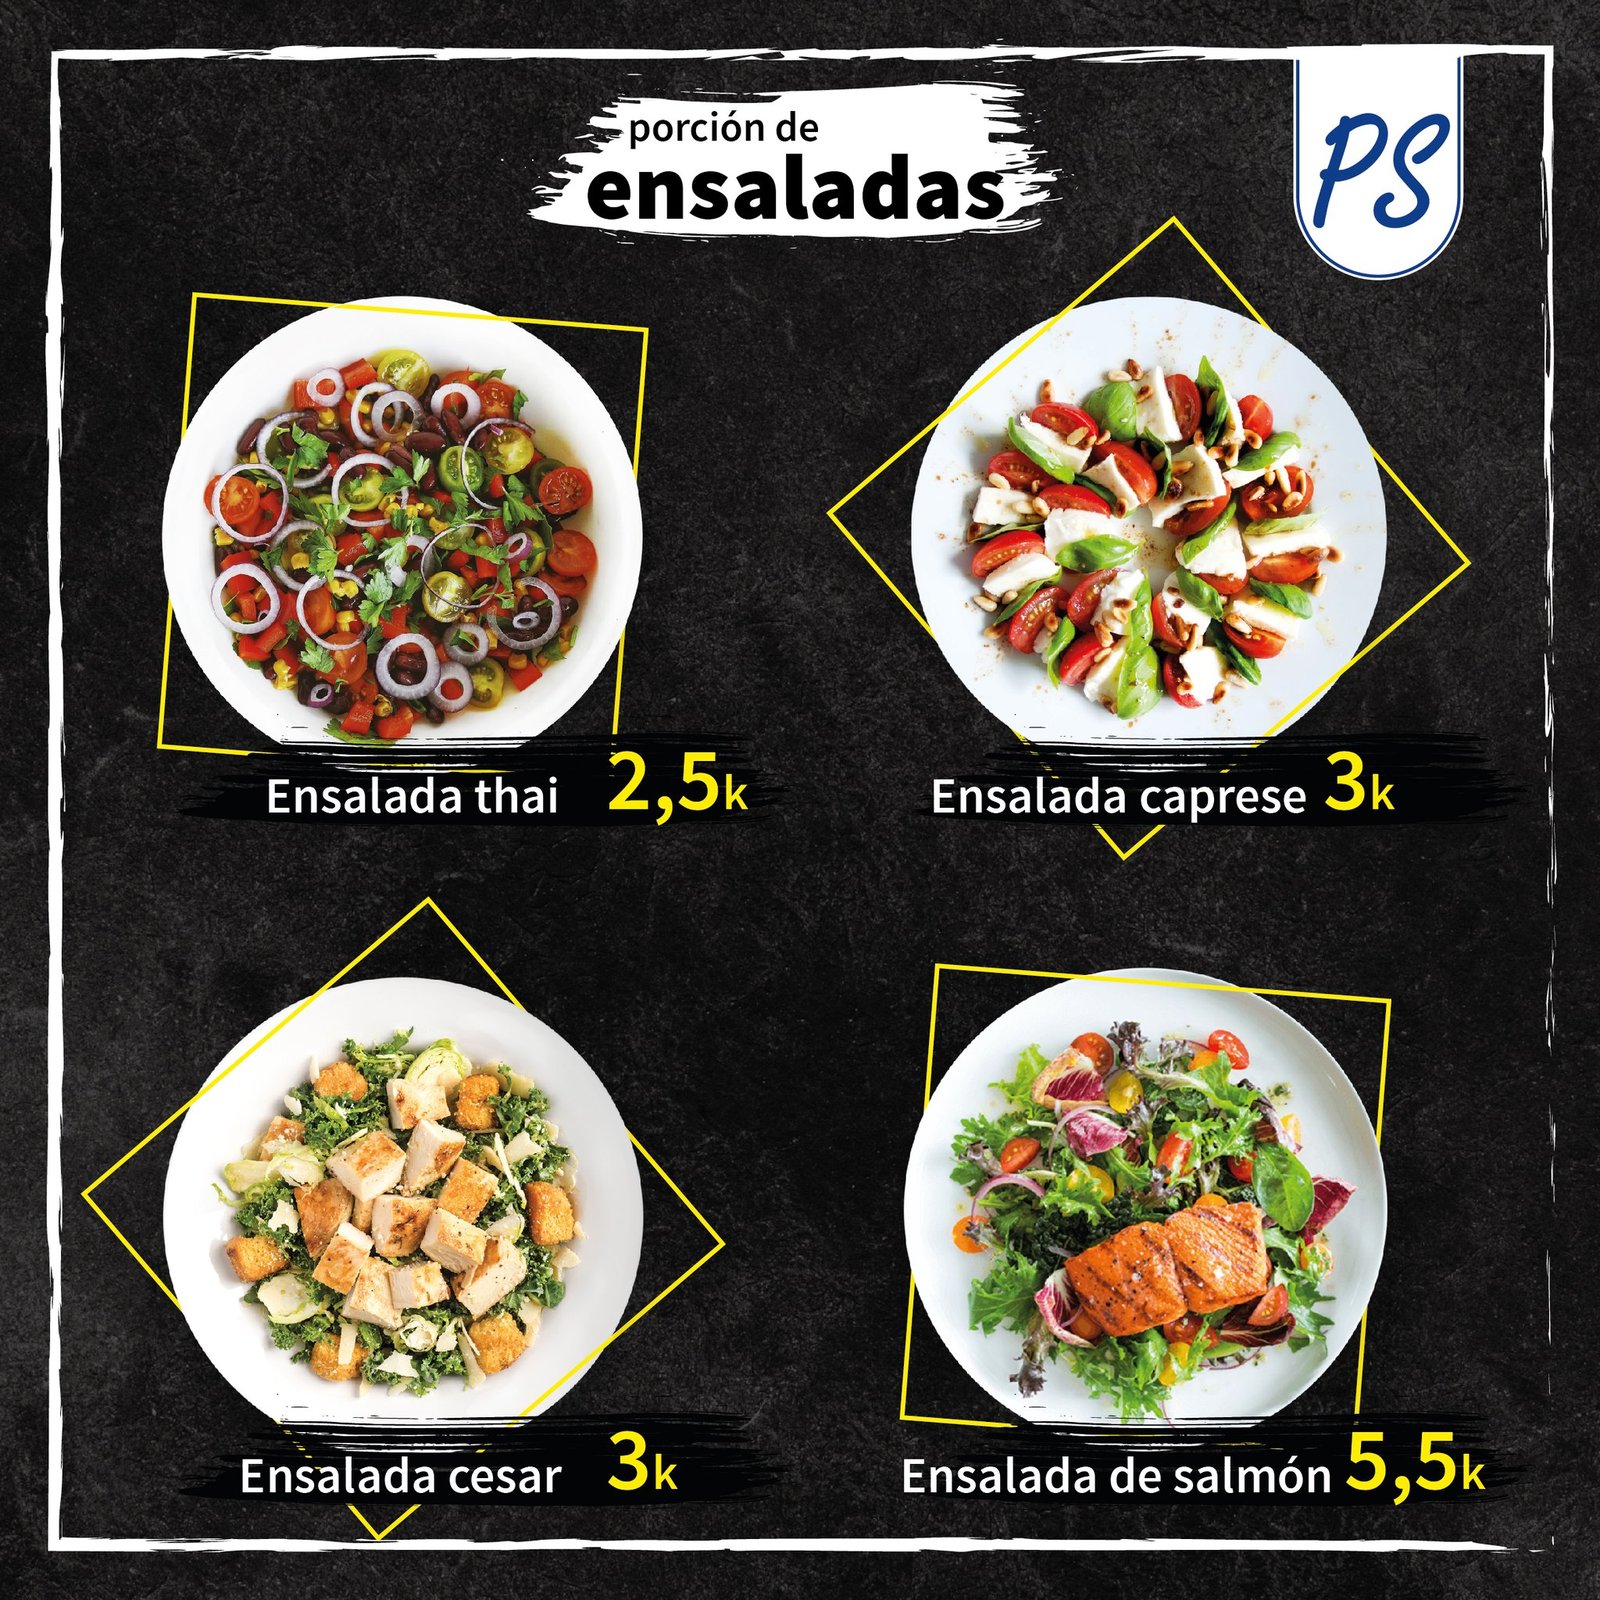 porción de
ensaladas
PS
Ensalada thai 2,5k
Ensalada caprese 3k
Ensalada cesar 3k
Ensalada de salmón 5,5k